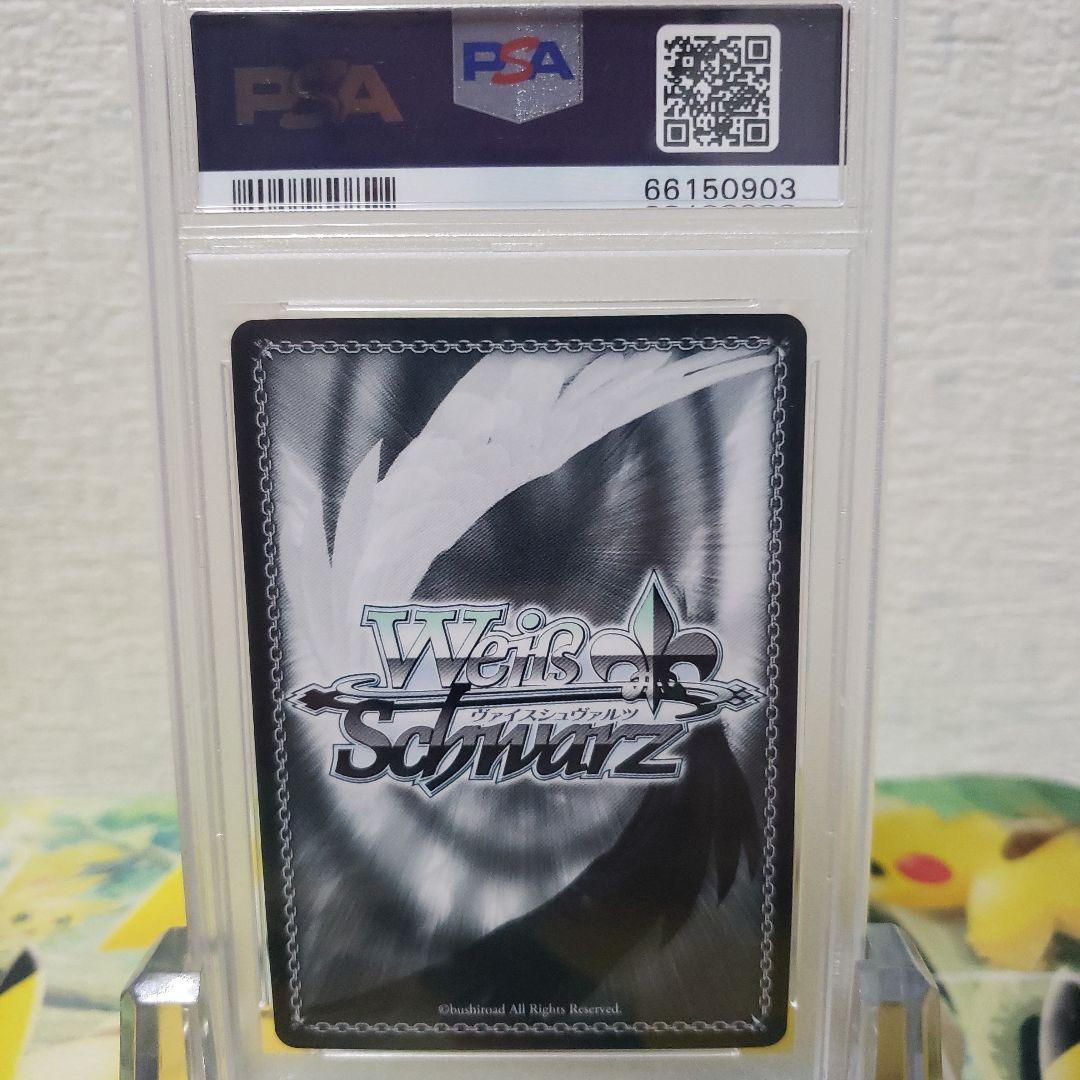 PSA
PSA
66150903
Weiß
ヴァイスシュヴァルツ
Schwarz
©bushiroad All Rights Reserved.